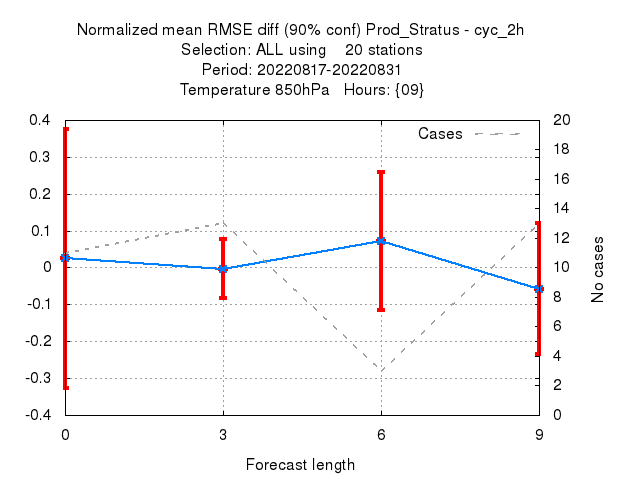 Normalized mean RMSE diff (90% conf) Prod_Stratus - cyc_2h
Selection: ALL using 20 stations
Period: 20220817-20220831
Temperature 850hPa Hours: {09}
0.4
0.3
0.2
0.1
0
-0.1
-0.2
-0.3
-0.4
Cases
20
18
16
14
12
10
8
6
4
2
0
No cases
0 3 6 9
Forecast length